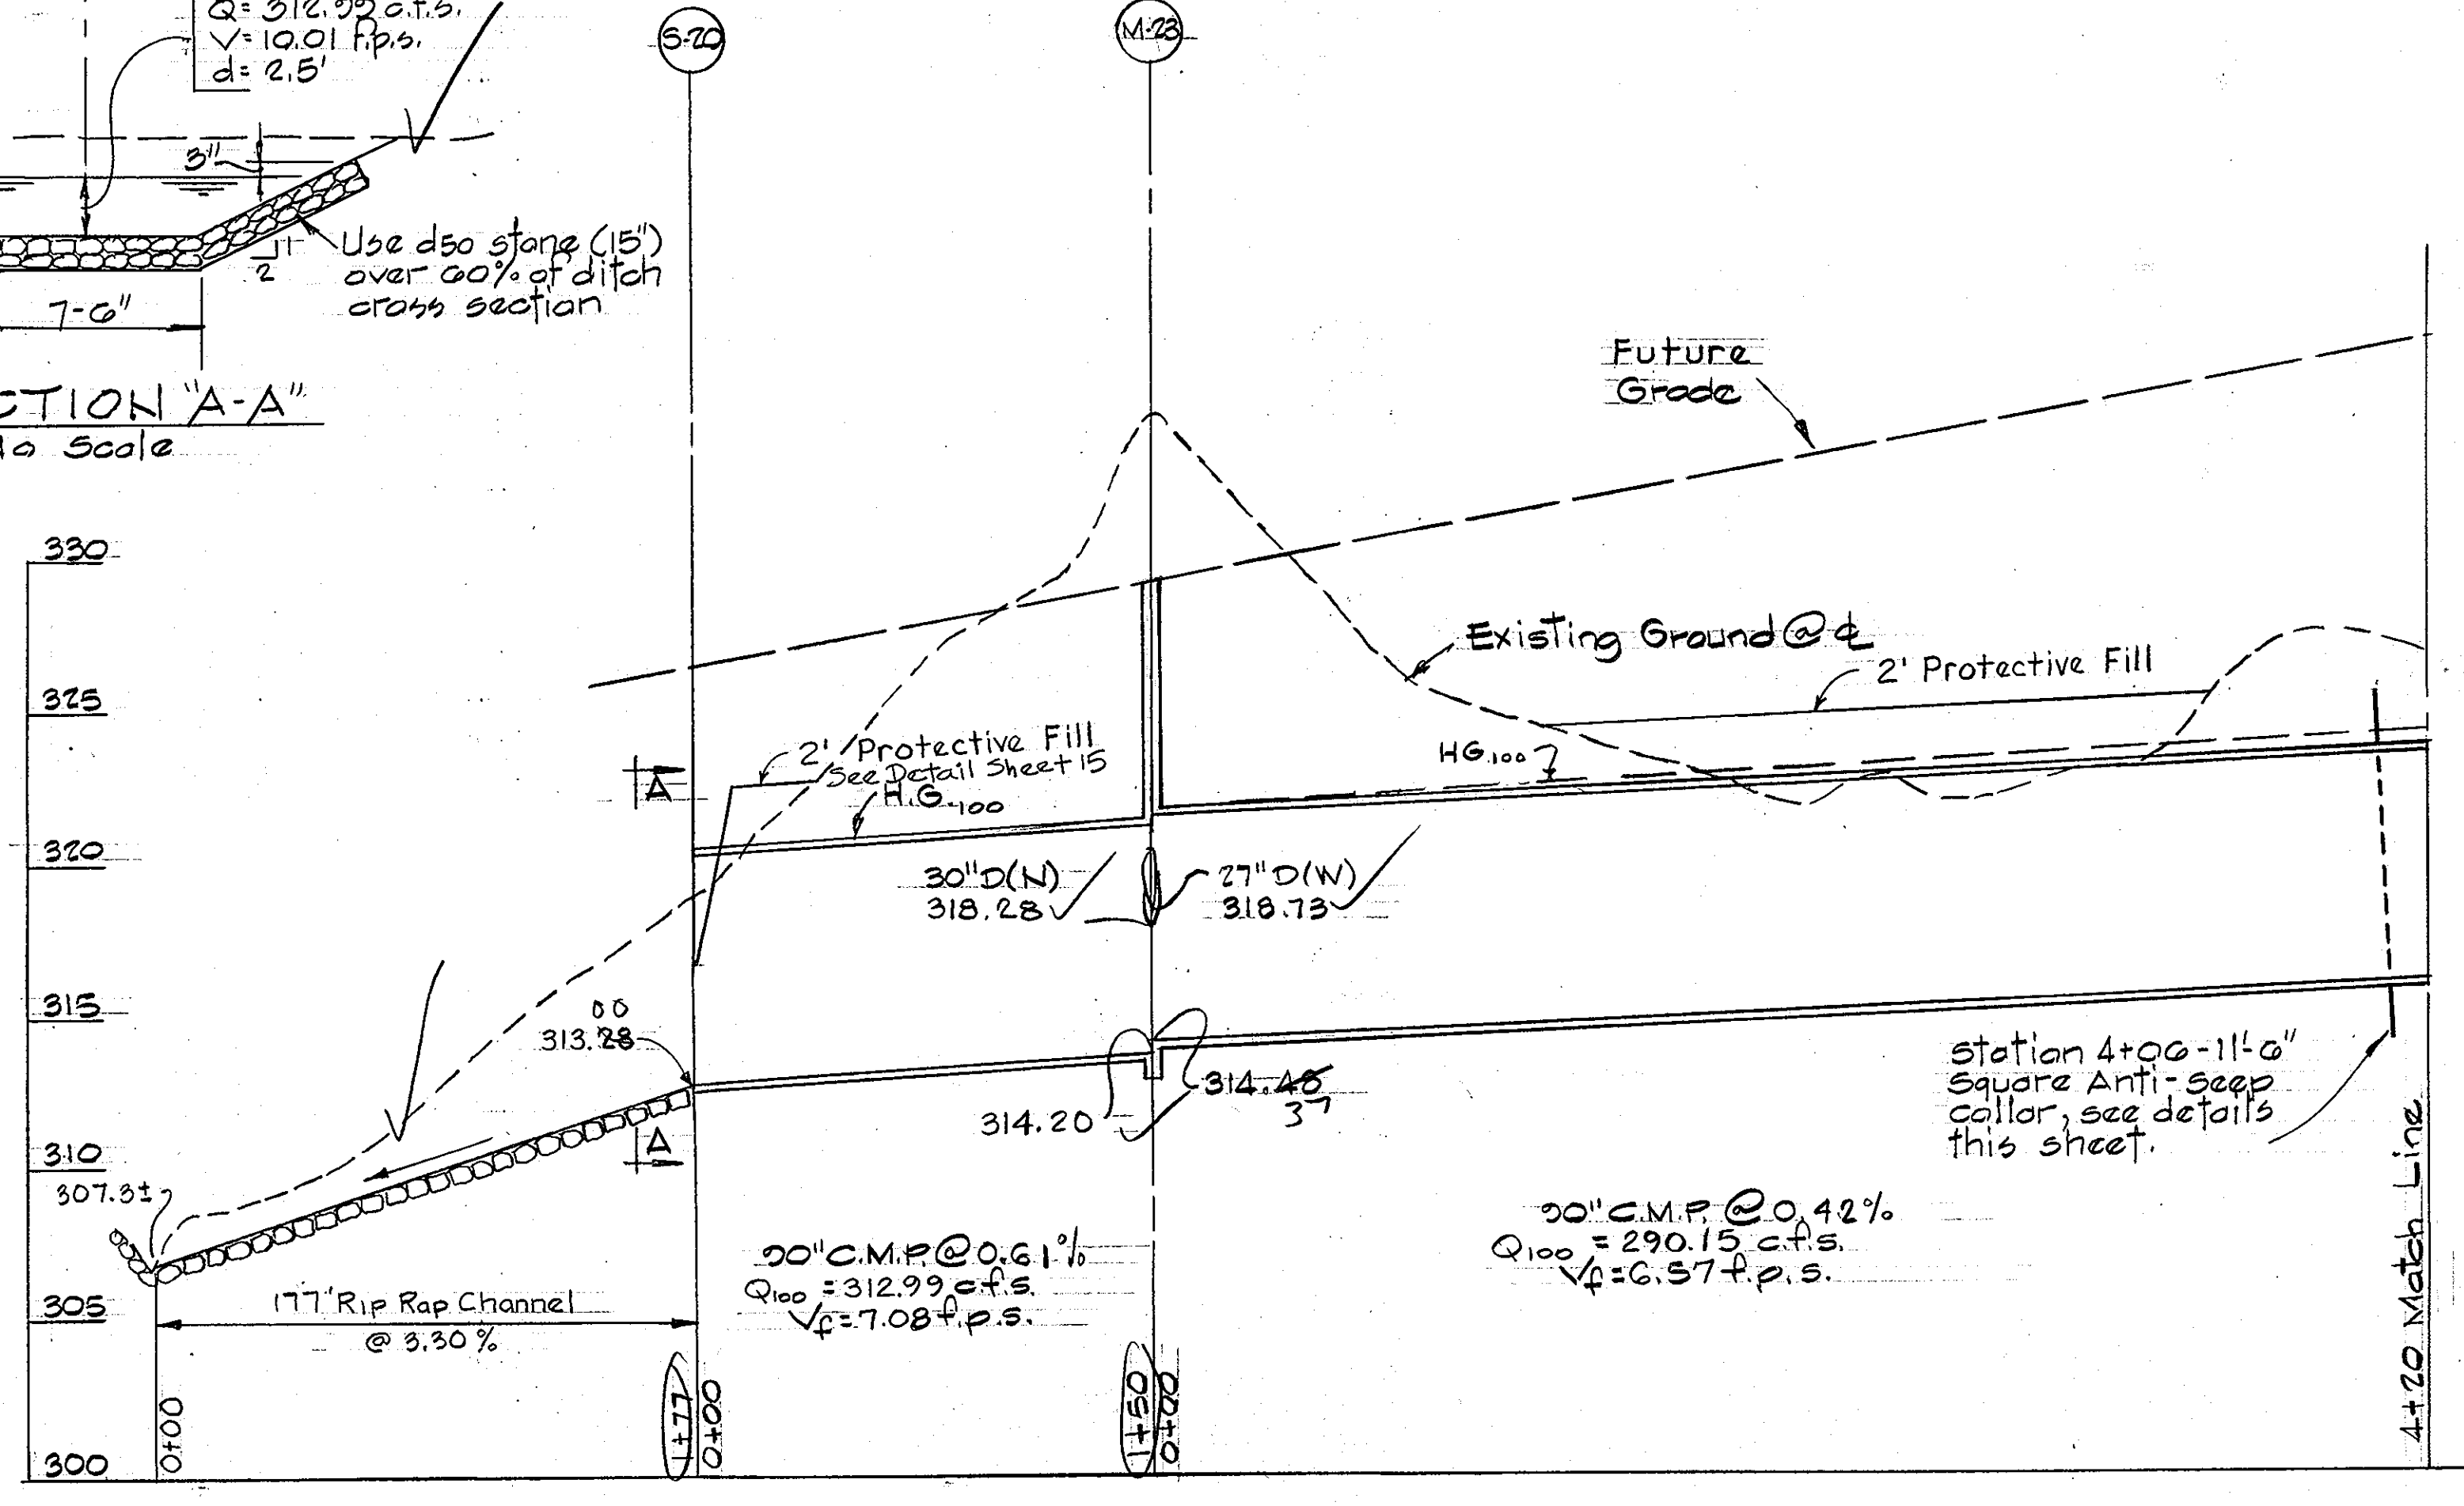 Q= 312.99 c.f.s.
V= 10.01 f.p.s.
d= 2.5'
S-20
M-23
3"
Use d50 stone (15")
over 60% of ditch
cross section
1
2
7-6"
CTION "A-A"
No Scale
Future
Grade
330
325
320
315
310
305
300
Existing Ground @ ℄
2' Protective Fill
HG.100
2' Protective Fill
See Detail Sheet 15
H.G.100
A
A
30"D(N)
318.28
27"D(W)
318.73
00
313.28
314.20
314.48
37
Station 4+06-11'-6"
Square Anti-seep
collar, see details
this sheet.
307.3±
90" C.M.P. @ 0.61%
Q100 = 312.99 c.f.s.
Vf = 7.08 f.p.s.
90" C.M.P. @ 0.42%
Q100 = 290.15 c.f.s.
Vf = 6.57 f.p.s.
177' Rip Rap Channel
@ 3.30 %
0+00
1+77
0+00
1+50
0+00
4+20 Match Line